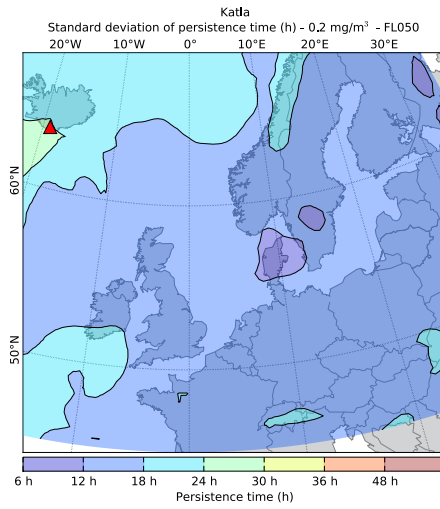 Katla
Standard deviation of persistence time (h) - 0.2 mg/m³ - FL050
20°W 10°W 0° 10°E 20°E 30°E
60°N
50°N
6 h 12 h 18 h 24 h 30 h 36 h 48 h
Persistence time (h)